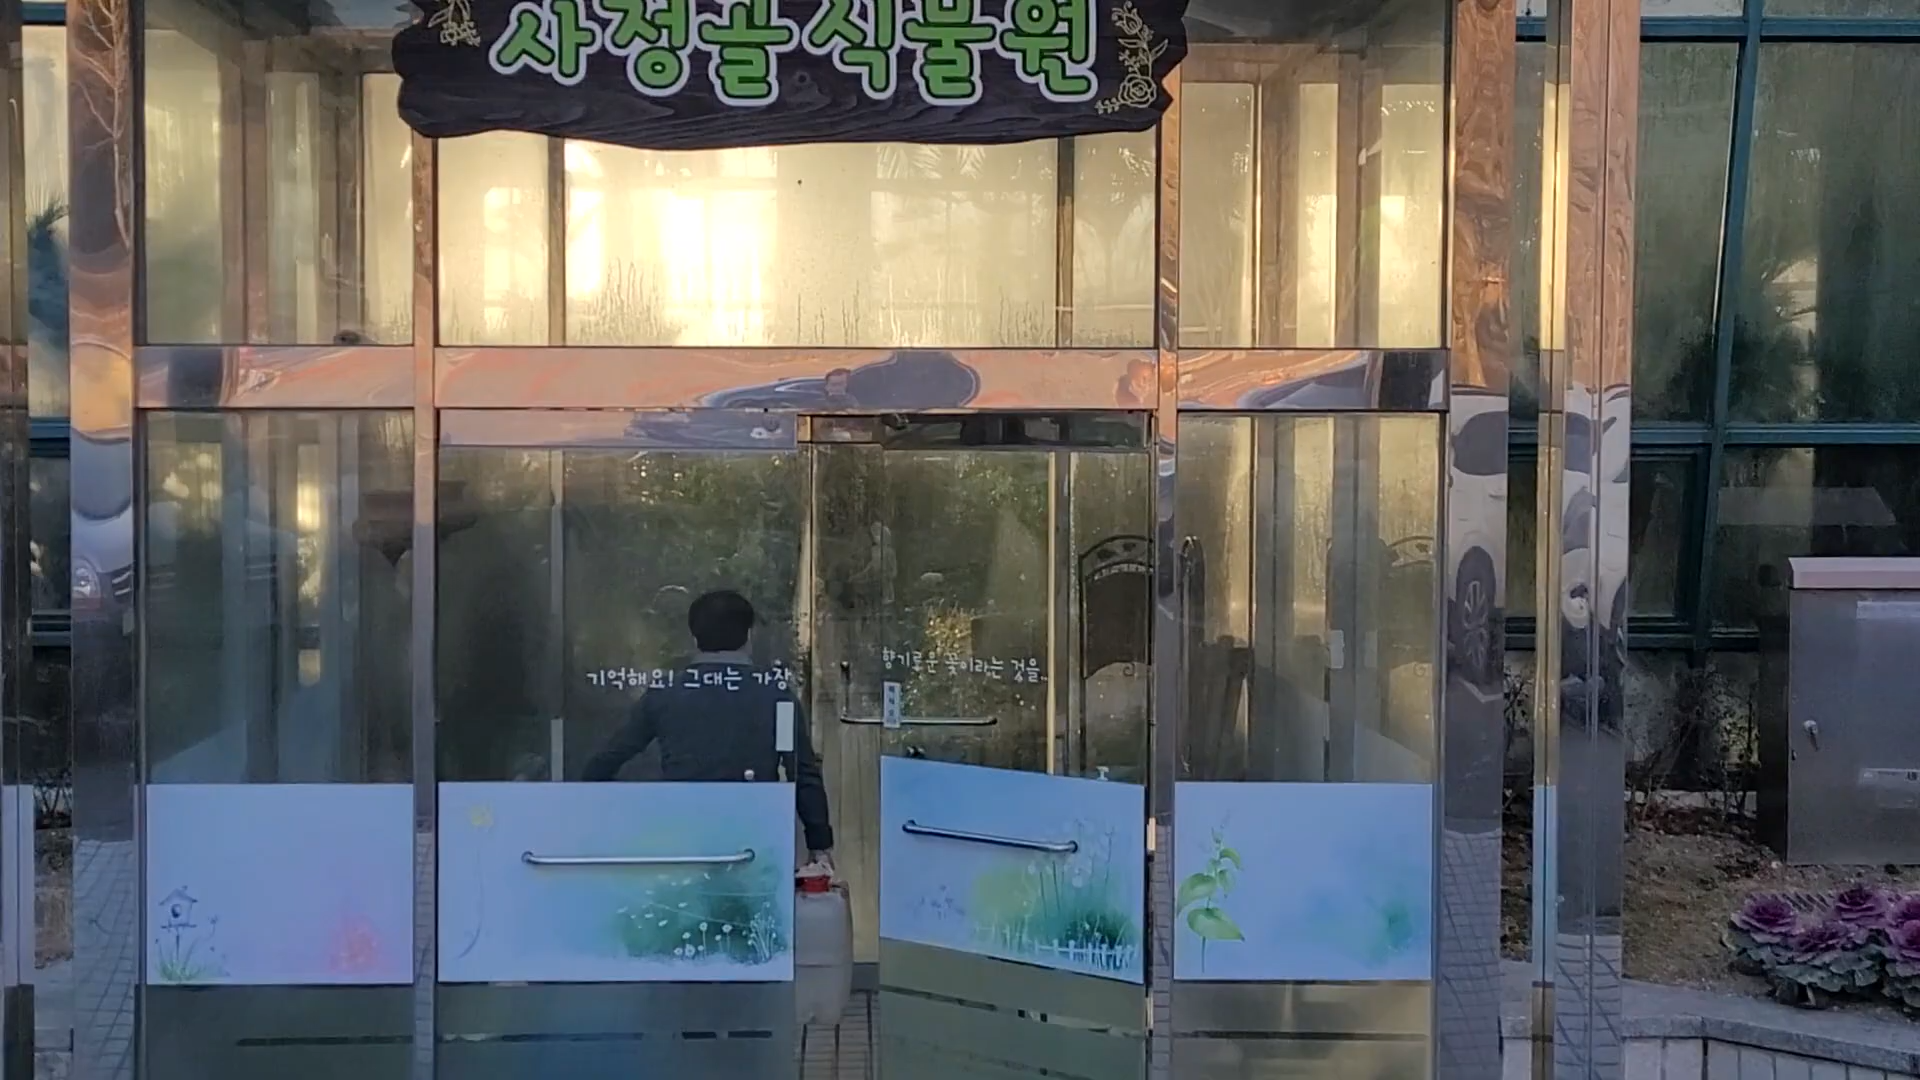 사정골 식물원
기억해요! 그대는 가장
향기로운 꽃이라는 것을..